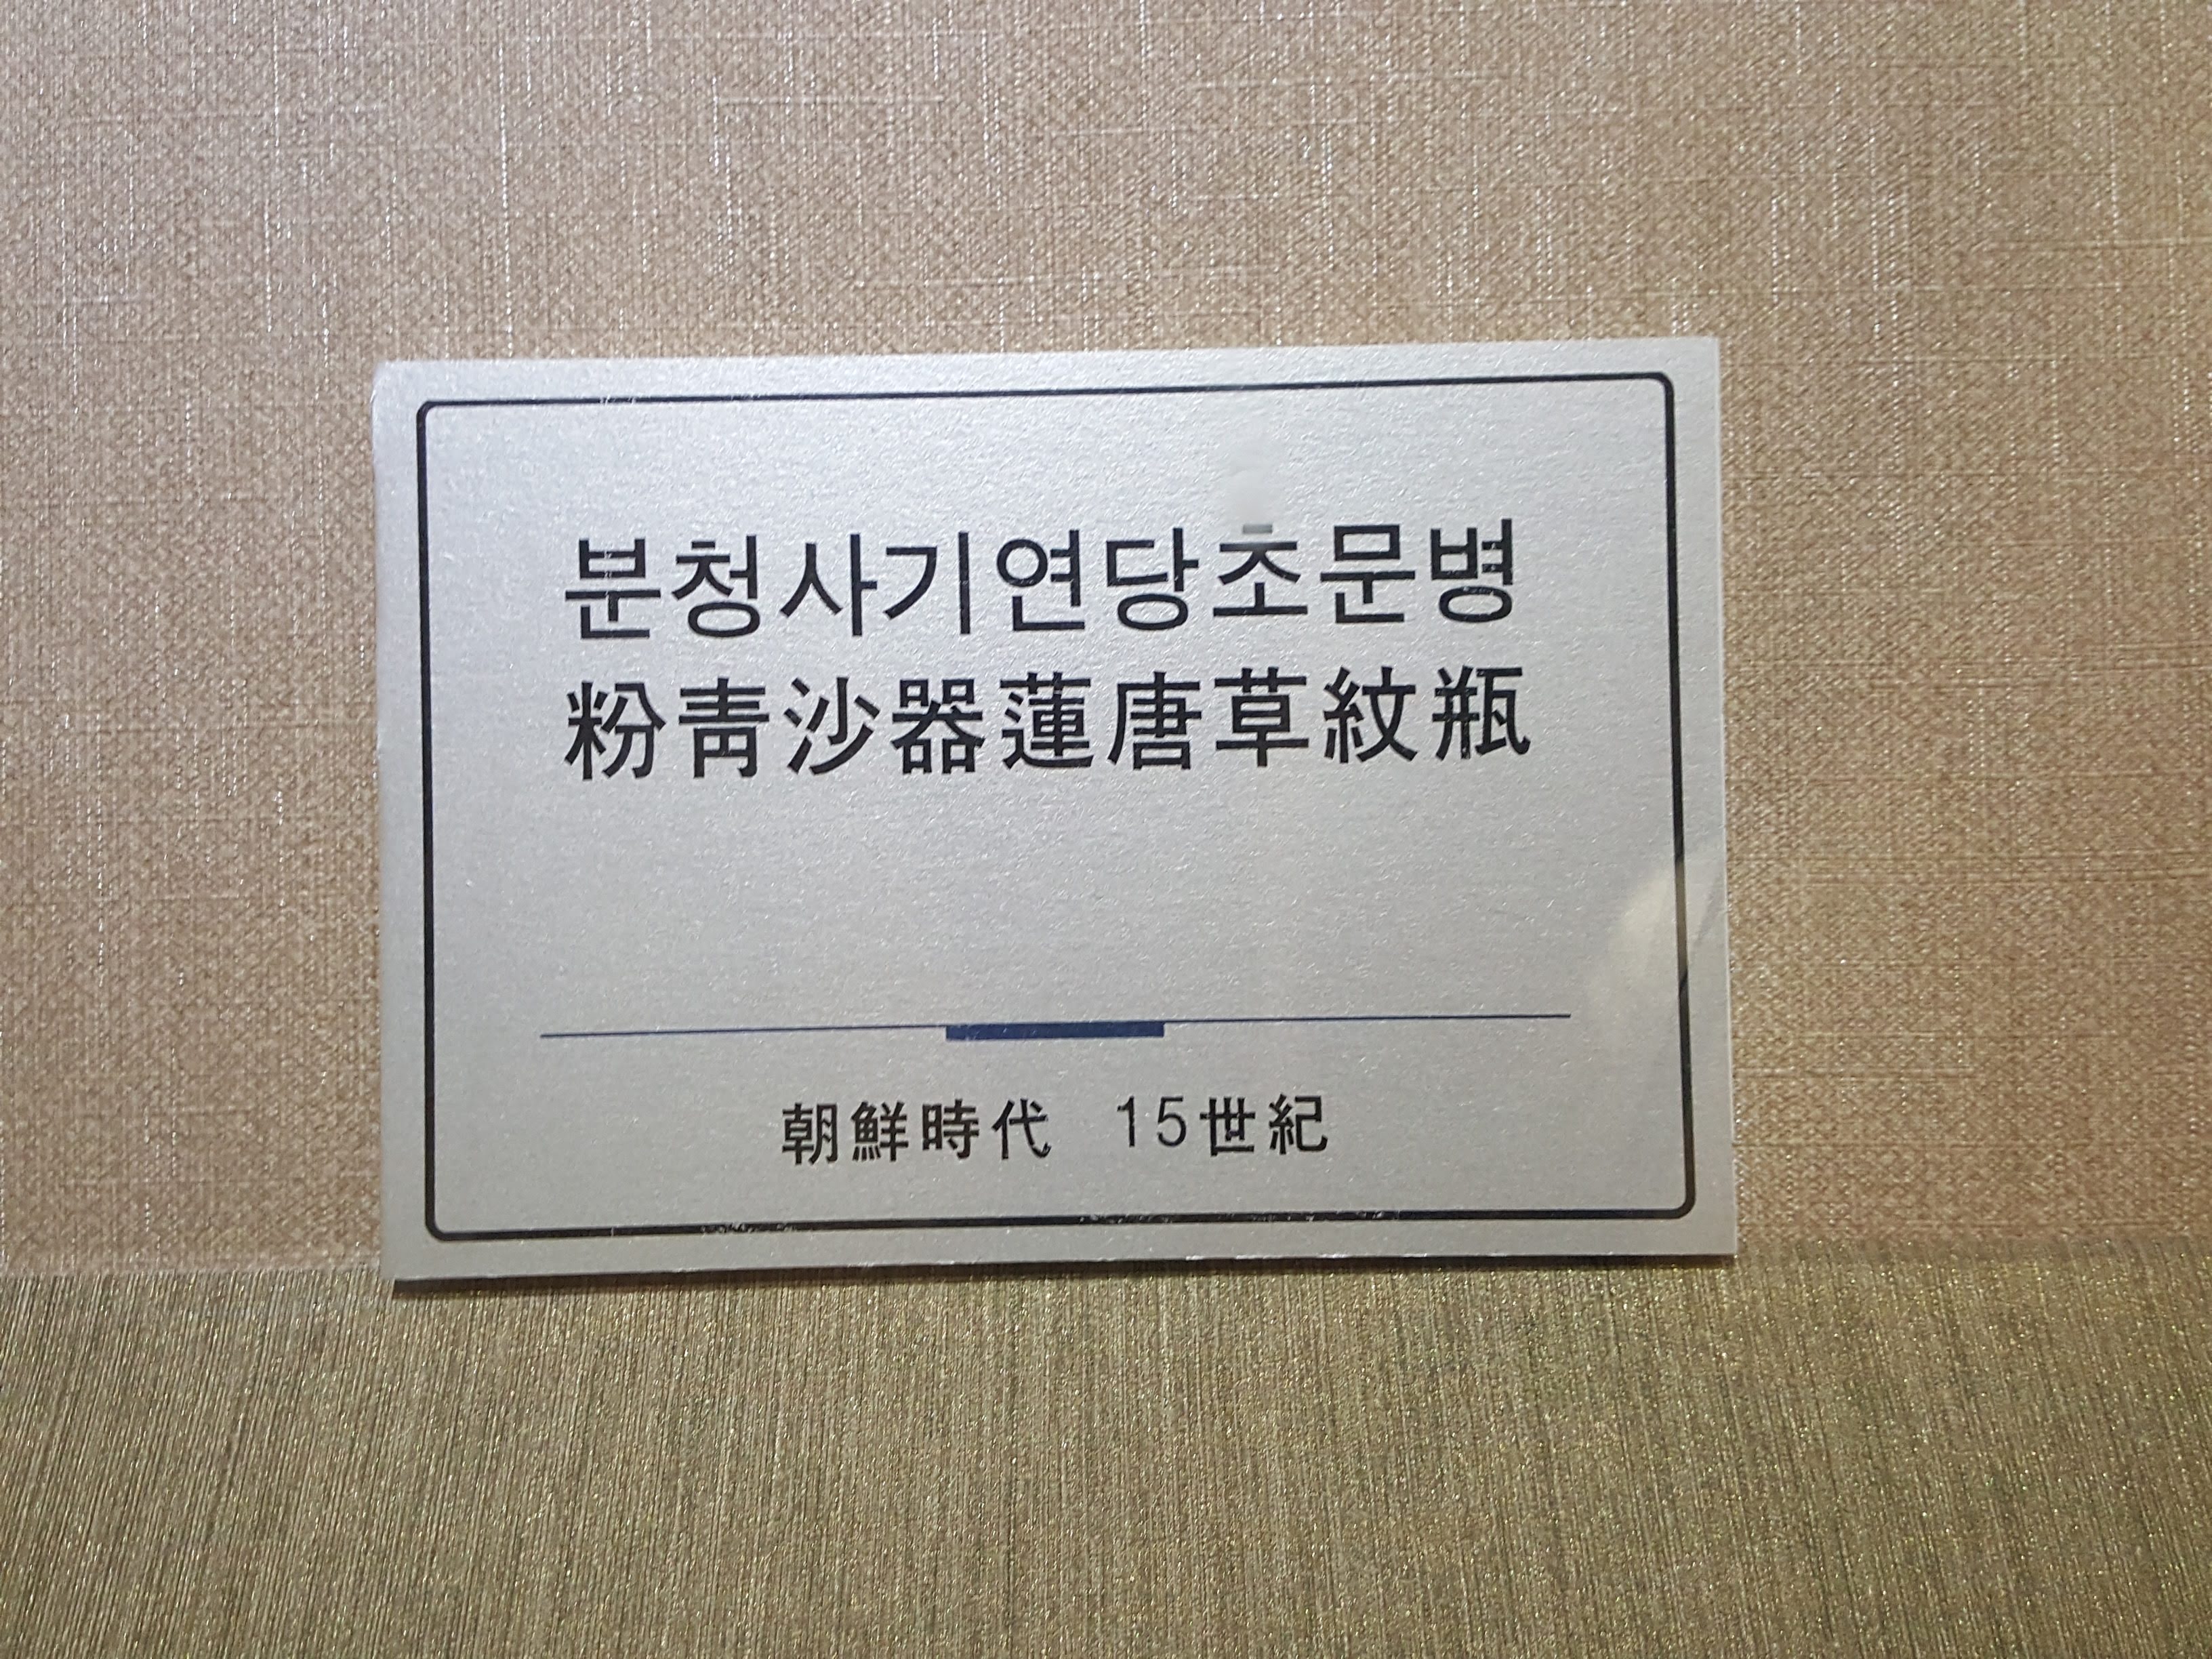 분청사기연당초문병
粉靑沙器蓮唐草紋瓶
朝鮮時代 15世紀